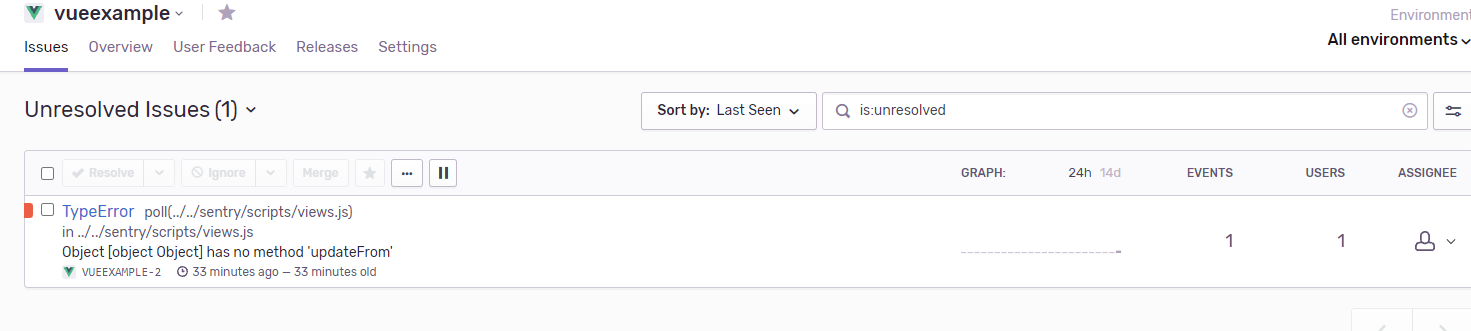 vueexample
Environment
Issues Overview User Feedback Releases Settings
All environments
Unresolved Issues (1)
Sort by: Last Seen
is:unresolved
Resolve Ignore Merge ... GRAPH: 24h 14d EVENTS USERS ASSIGNEE
TypeError poll(../../sentry/scripts/views.js)
in ../../sentry/scripts/views.js
Object [object Object] has no method 'updateFrom'
1 1
VUEEXAMPLE-2 33 minutes ago — 33 minutes old